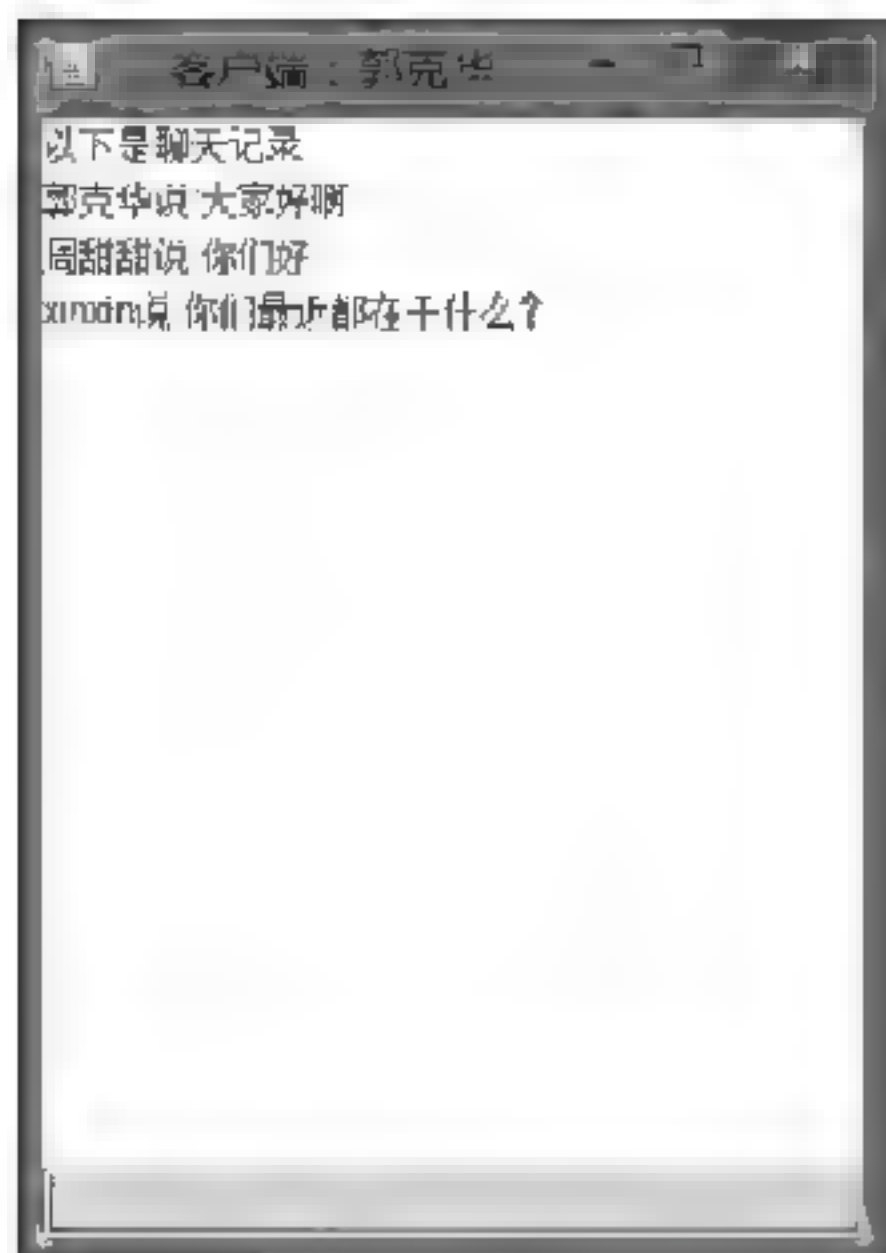 客户端：郭克华
以下是聊天记录
郭克华说 大家好啊
周甜甜说 你们好
说 你们最近都在干什么?